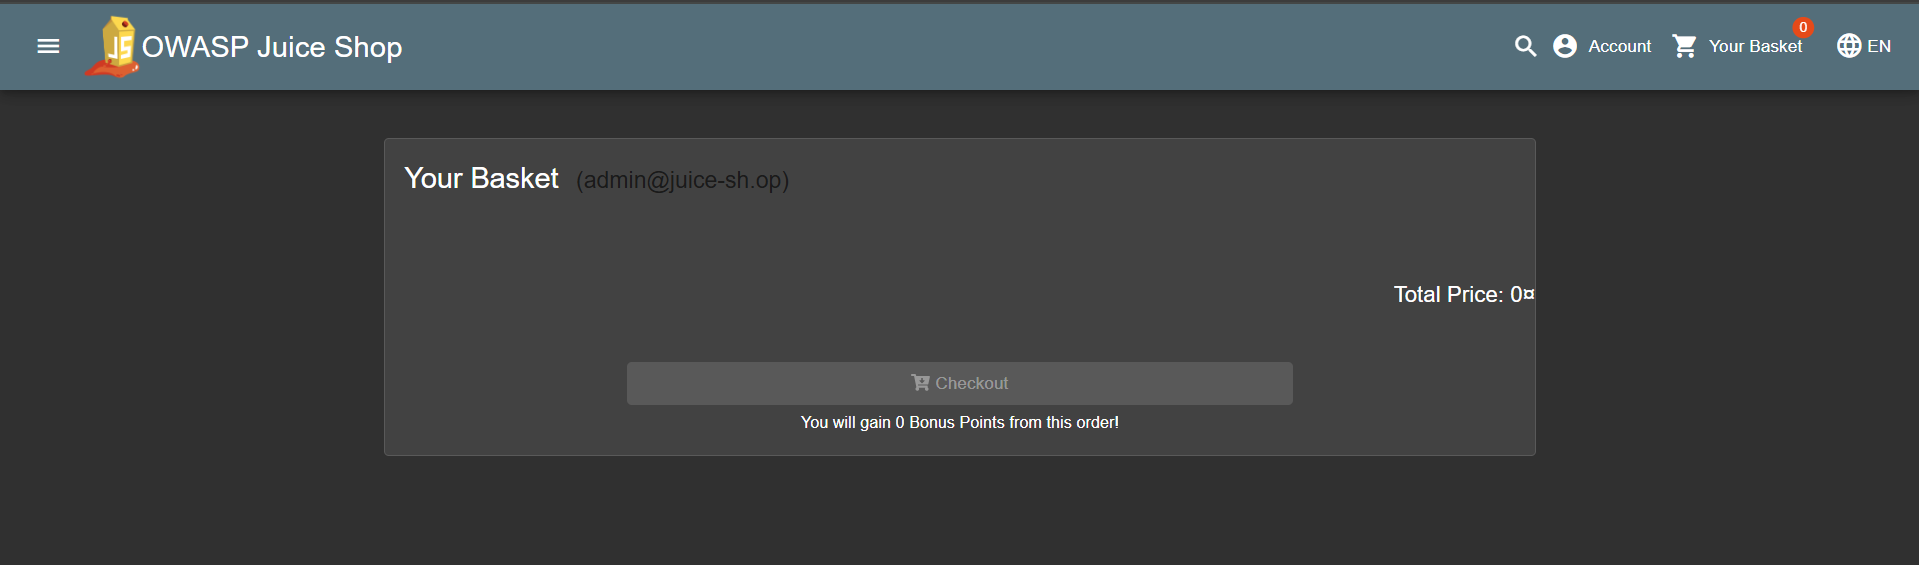 JS OWASP Juice Shop Account Your Basket 0 EN
Your Basket (admin@juice-sh.op)
Total Price: 0¤
Checkout
You will gain 0 Bonus Points from this order!